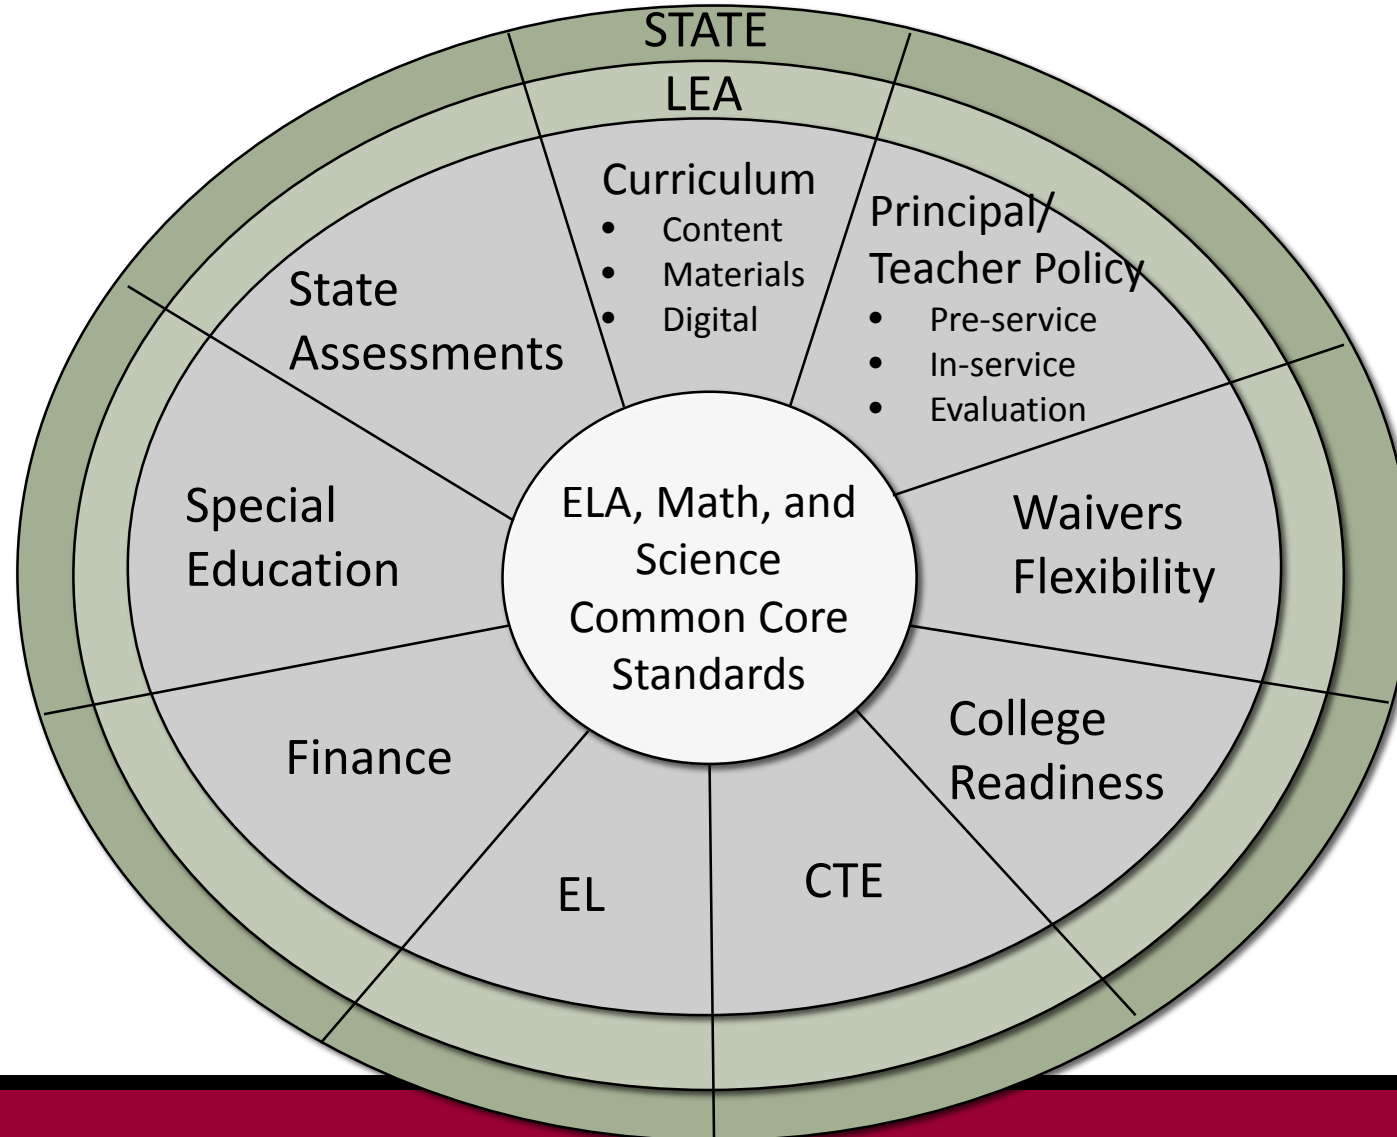 STATE
LEA
Curriculum
• Content
• Materials
• Digital
Principal/
Teacher Policy
• Pre-service
• In-service
• Evaluation
Waivers
Flexibility
College
Readiness
CTE
EL
Finance
Special
Education
State
Assessments
ELA, Math, and
Science
Common Core
Standards